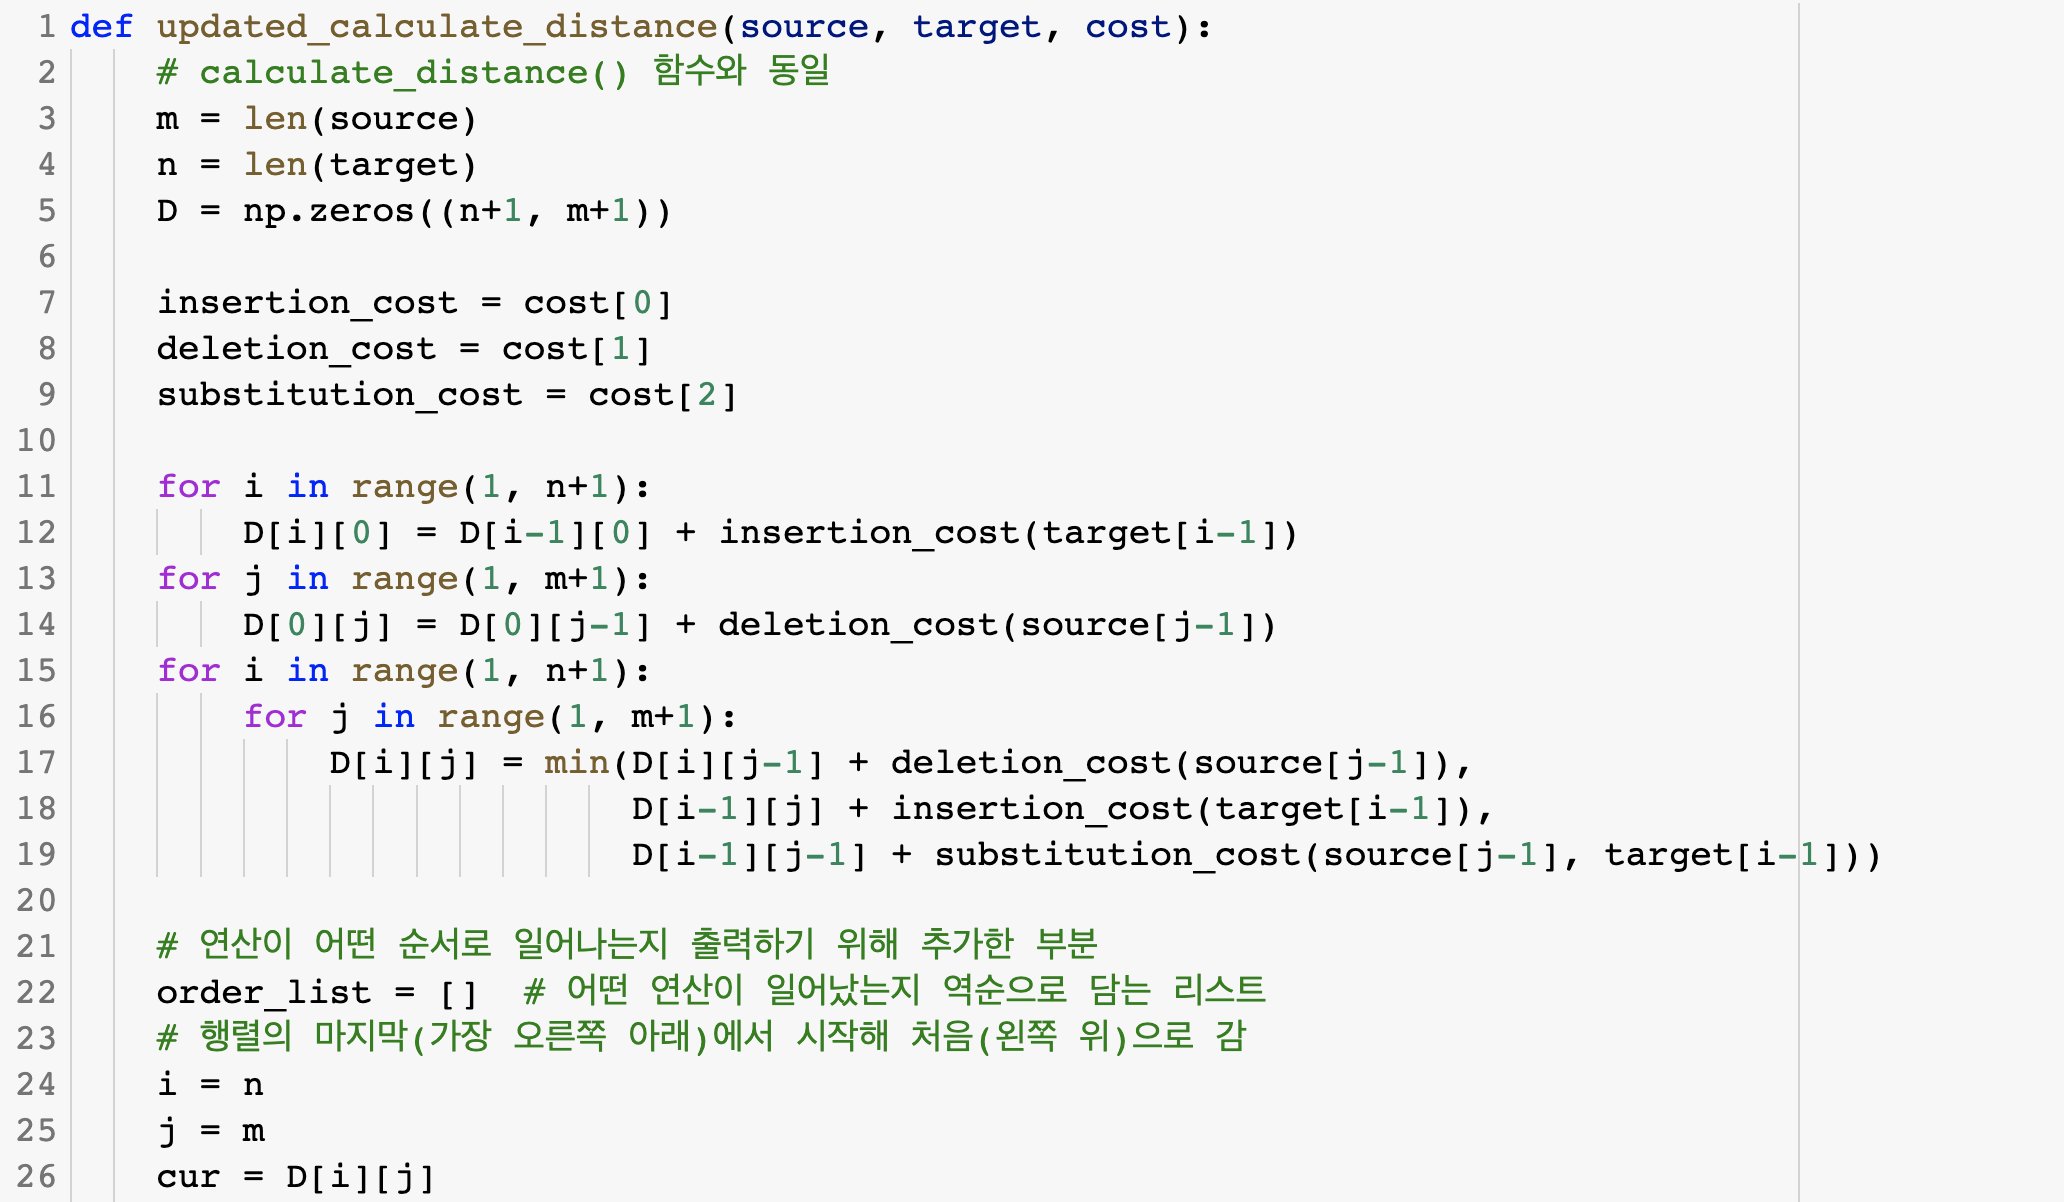 1 def updated_calculate_distance(source, target, cost):
2     # calculate_distance() 함수와 동일
3     m = len(source)
4     n = len(target)
5     D = np.zeros((n+1, m+1))
6
7     insertion_cost = cost[0]
8     deletion_cost = cost[1]
9     substitution_cost = cost[2]
10
11     for i in range(1, n+1):
12         D[i][0] = D[i-1][0] + insertion_cost(target[i-1])
13     for j in range(1, m+1):
14         D[0][j] = D[0][j-1] + deletion_cost(source[j-1])
15     for i in range(1, n+1):
16         for j in range(1, m+1):
17             D[i][j] = min(D[i][j-1] + deletion_cost(source[j-1]),
18                           D[i-1][j] + insertion_cost(target[i-1]),
19                           D[i-1][j-1] + substitution_cost(source[j-1], target[i-1]))
20
21     # 연산이 어떤 순서로 일어나는지 출력하기 위해 추가한 부분
22     order_list = []  # 어떤 연산이 일어났는지 역순으로 담는 리스트
23     # 행렬의 마지막(가장 오른쪽 아래)에서 시작해 처음(왼쪽 위)으로 감
24     i = n
25     j = m
26     cur = D[i][j]